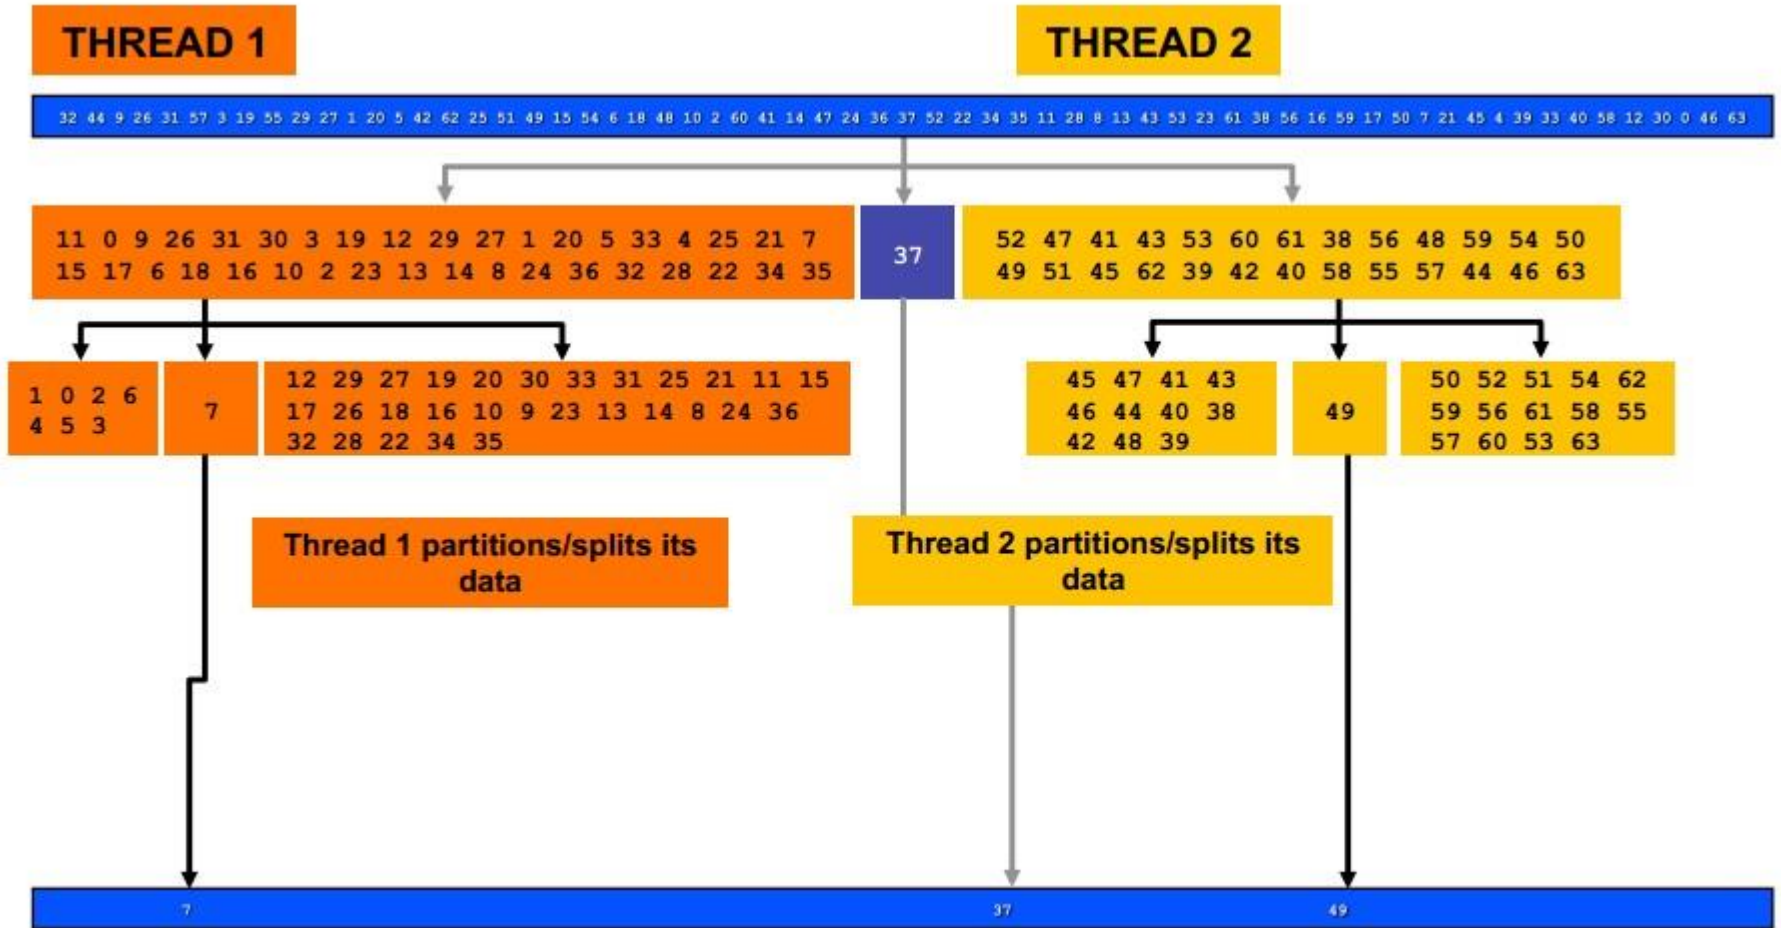 THREAD 1
THREAD 2
32 44 9 26 31 57 3 19 55 29 27 1 20 5 42 62 25 51 49 15 54 6 18 48 10 2 60 41 14 47 24 36 37 52 22 34 35 11 28 8 13 43 53 23 61 38 56 16 59 17 50 7 21 45 4 39 33 40 58 12 30 0 46 63
11 0 9 26 31 30 3 19 12 29 27 1 20 5 33 4 25 21 7
15 17 6 18 16 10 2 23 13 14 8 24 36 32 28 22 34 35
37
52 47 41 43 53 60 61 38 56 48 59 54 50
49 51 45 62 39 42 40 58 55 57 44 46 63
1 0 2 6
4 5 3
7
12 29 27 19 20 30 33 31 25 21 11 15
17 26 18 16 10 9 23 13 14 8 24 36
32 28 22 34 35
45 47 41 43
46 44 40 38
42 48 39
49
50 52 51 54 62
59 56 61 58 55
57 60 53 63
Thread 1 partitions/splits its
data
Thread 2 partitions/splits its
data
7
37
49